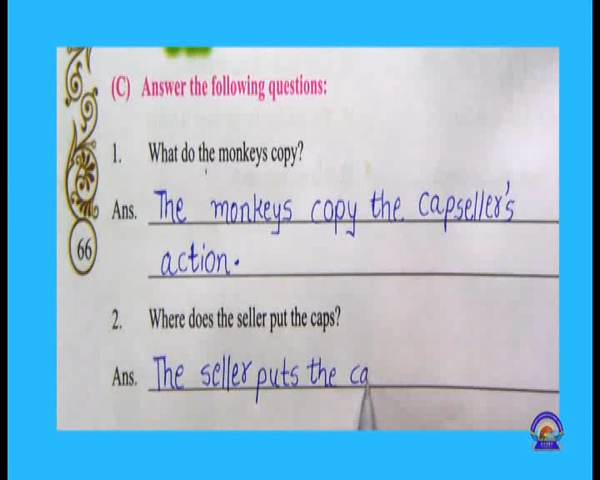 (C) Answer the following questions:
1. What do the monkeys copy?
Ans. The monkeys copy the capseller's
action.
66
2. Where does the seller put the caps?
Ans. The seller puts the ca